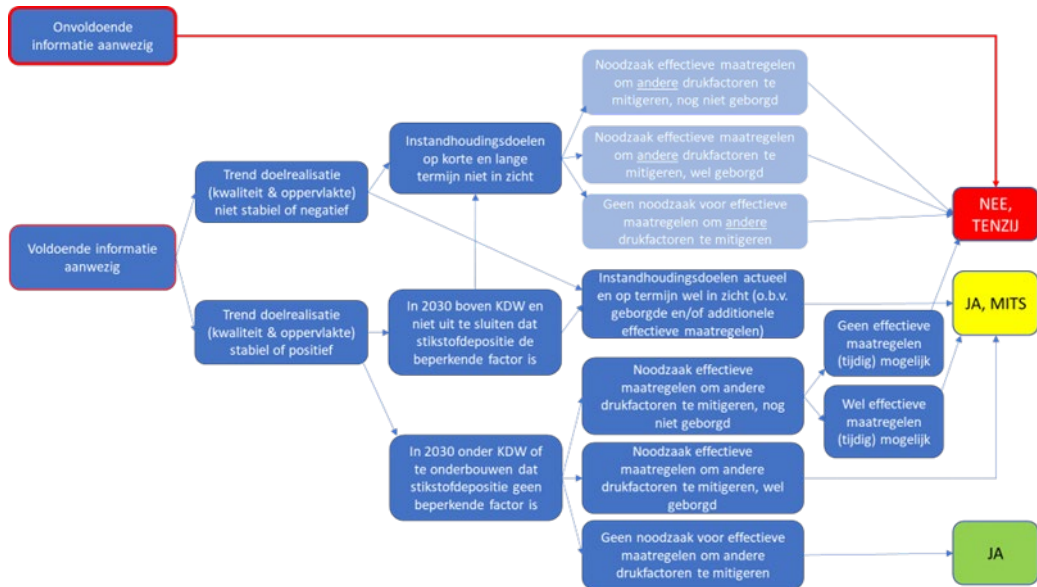 Onvoldoende
informatie aanwezig
Noodzaak effectieve maatregelen
om andere drukfactoren te
mitigeren, nog niet geborgd
Instandhoudingsdoelen
op korte en lange
termijn niet in zicht
Noodzaak effectieve maatregelen
om andere drukfactoren te
mitigeren, wel geborgd
Trend doelrealisatie
(kwaliteit & oppervlakte)
niet stabiel of negatief
Geen noodzaak voor effectieve
maatregelen om andere
drukfactoren te mitigeren
NEE,
TENZIJ
Voldoende informatie
aanwezig
Trend doelrealisatie
(kwaliteit & oppervlakte)
stabiel of positief
In 2030 boven KDW en
niet uit te sluiten dat
stikstofdepositie de
beperkende factor is
Instandhoudingsdoelen actueel
en op termijn wel in zicht (o.b.v.
geborgde en/of additionele
effectieve maatregelen)
JA, MITS
Geen effectieve
maatregelen
(tijdig) mogelijk
Noodzaak effectieve
maatregelen om andere
drukfactoren te mitigeren, nog
niet geborgd
Wel effectieve
maatregelen
(tijdig) mogelijk
In 2030 onder KDW of
te onderbouwen dat
stikstofdepositie geen
beperkende factor is
Noodzaak effectieve
maatregelen om andere
drukfactoren te mitigeren, wel
geborgd
Geen noodzaak voor effectieve
maatregelen om andere
drukfactoren te mitigeren
JA